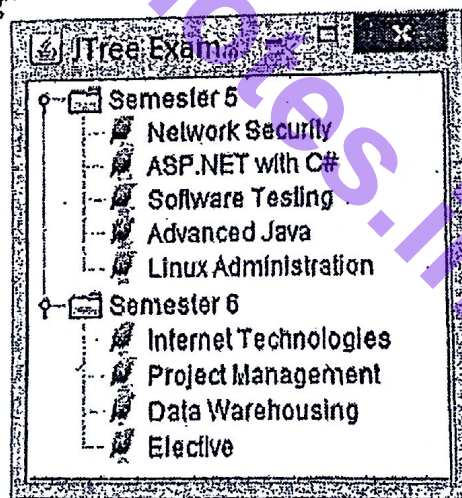 JTree Exam...
Semester 5
Network Security
ASP.NET with C#
Software Testing
Advanced Java
Linux Administration
Semester 6
Internet Technologies
Project Management
Data Warehousing
Elective